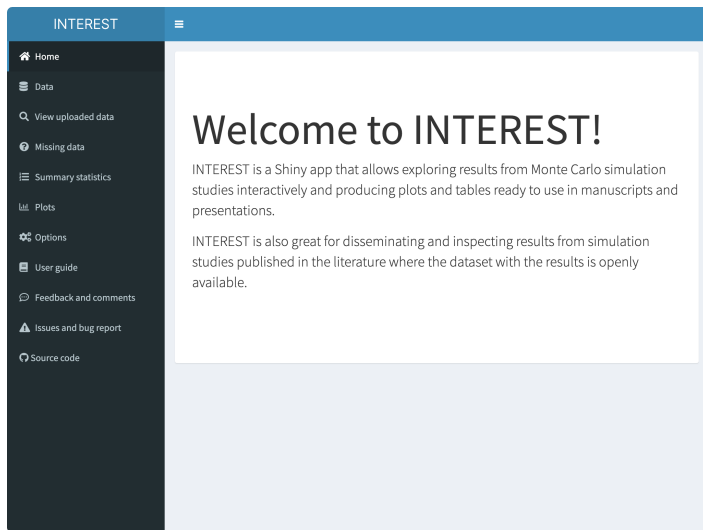 INTEREST
Home
Data
View uploaded data
Missing data
Summary statistics
Plots
Options
User guide
Feedback and comments
Issues and bug report
Source code
Welcome to INTEREST!
INTEREST is a Shiny app that allows exploring results from Monte Carlo simulation
studies interactively and producing plots and tables ready to use in manuscripts and
presentations.
INTEREST is also great for disseminating and inspecting results from simulation
studies published in the literature where the dataset with the results is openly
available.